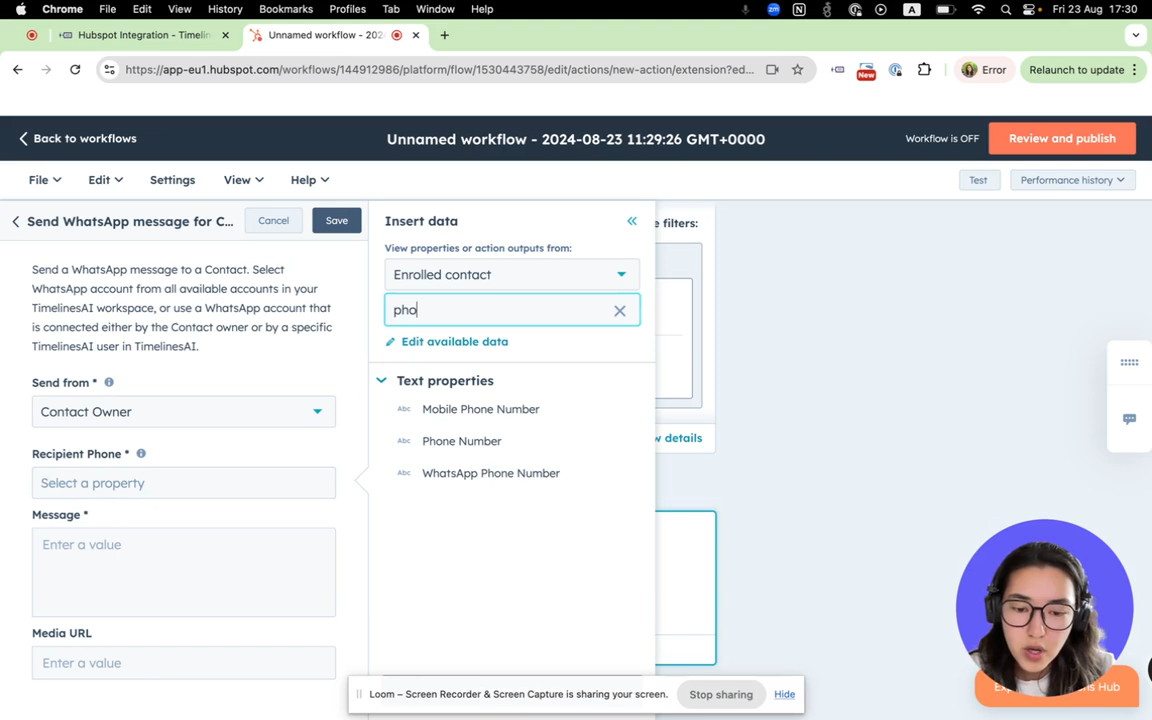 Chrome File Edit View History Bookmarks Profiles Tab Window Help
zm A Fri 23 Aug 17:30
Hubspot Integration - Timelin
Unnamed workflow - 202
https://app-eu1.hubspot.com/workflows/144912986/platform/flow/1530443758/edit/actions/new-action/extension?ed...
New
Error
Relaunch to update
Back to workflows
Unnamed workflow - 2024-08-23 11:29:26 GMT+0000
Workflow is OFF
Review and publish
File Edit Settings View Help
Test
Performance history
Send WhatsApp message for C...
Cancel
Save
Send a WhatsApp message to a Contact. Select
WhatsApp account from all available accounts in your
TimelinesAI workspace, or use a WhatsApp account that
is connected either by the Contact owner or by a specific
TimelinesAI user in TimelinesAI.
Send from *
Contact Owner
Recipient Phone *
Select a property
Message *
Enter a value
Media URL
Enter a value
Insert data
View properties or action outputs from:
Enrolled contact
pho
Edit available data
Text properties
Abc Mobile Phone Number
Abc Phone Number
Abc WhatsApp Phone Number
e filters:
w details
Loom – Screen Recorder & Screen Capture is sharing your screen.
Stop sharing
Hide
Hub